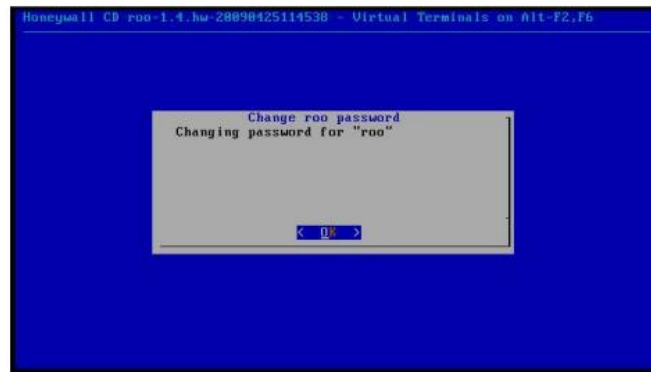 Honeywall CD roo-1.4.hw-20090425114538 - Virtual Terminals on Alt-F2,F6
Change roo password
Changing password for "roo"
< OK >